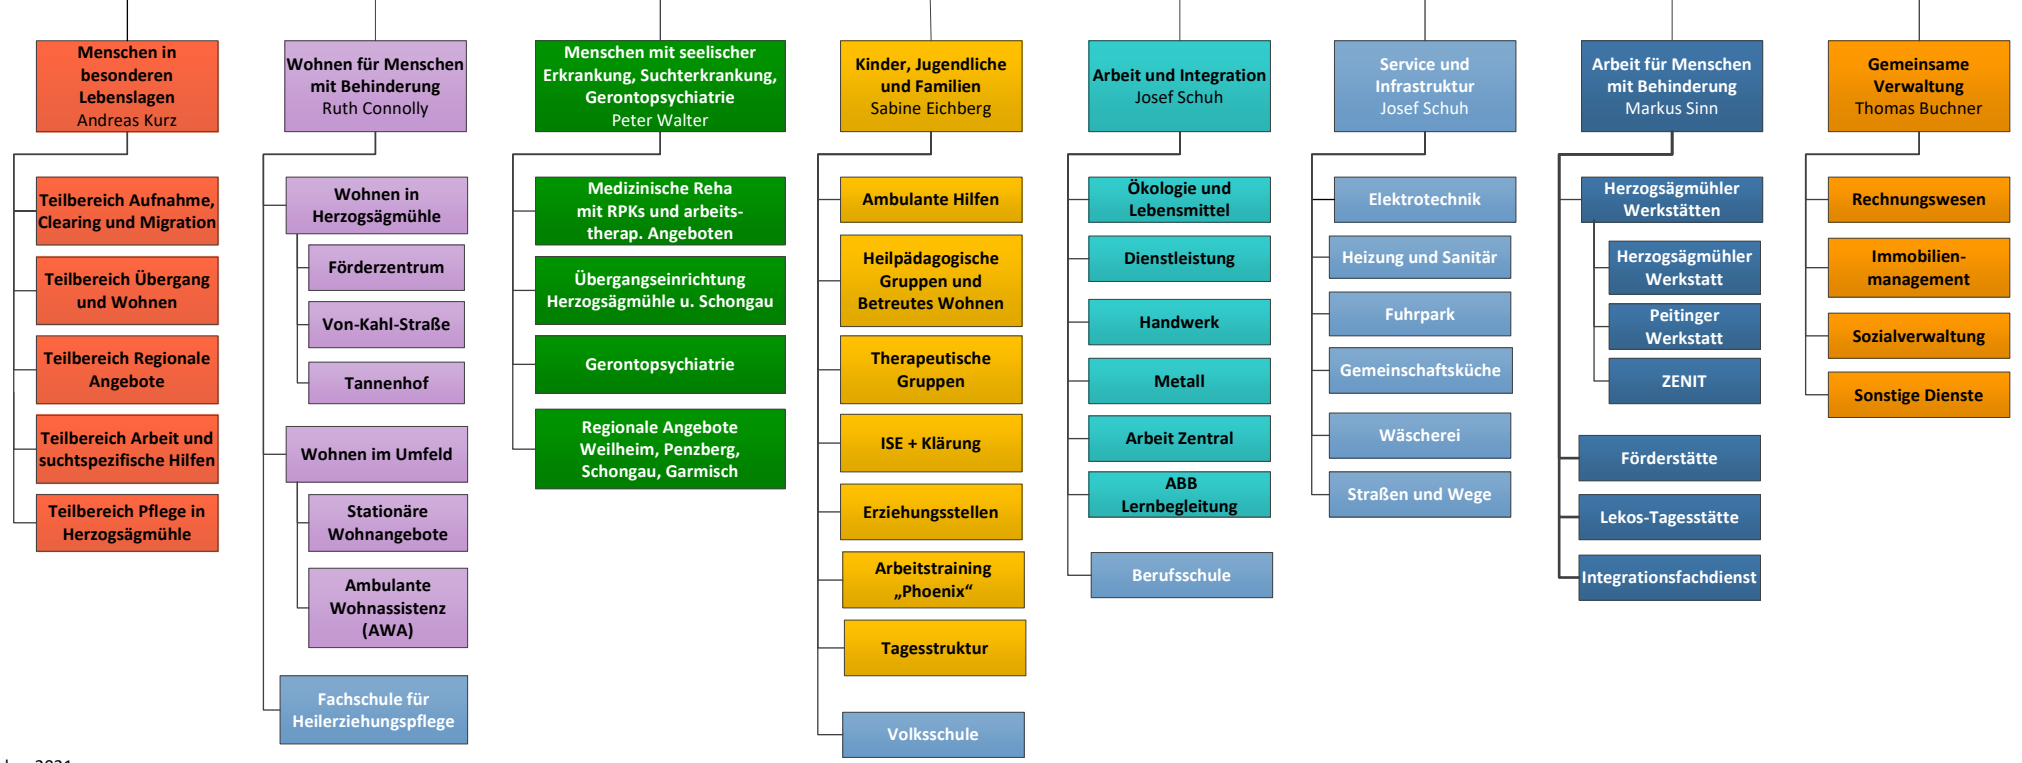 Menschen in
besonderen
Lebenslagen
Andreas Kurz
Teilbereich Aufnahme,
Clearing und Migration
Teilbereich Übergang
und Wohnen
Teilbereich Regionale
Angebote
Teilbereich Arbeit und
suchtspezifische Hilfen
Teilbereich Pflege in
Herzogsägmühle
Wohnen für Menschen
mit Behinderung
Ruth Connolly
Wohnen in
Herzogsägmühle
Förderzentrum
Von-Kahl-Straße
Tannenhof
Wohnen im Umfeld
Stationäre
Wohnangebote
Ambulante
Wohnassistenz
(AWA)
Fachschule für
Heilerziehungspflege
Menschen mit seelischer
Erkrankung, Suchterkrankung,
Gerontopsychiatrie
Peter Walter
Medizinische Reha
mit RPKs und arbeits-
therap. Angeboten
Übergangseinrichtung
Herzogsägmühle u. Schongau
Gerontopsychiatrie
Regionale Angebote
Weilheim, Penzberg,
Schongau, Garmisch
Kinder, Jugendliche
und Familien
Sabine Eichberg
Ambulante Hilfen
Heilpädagogische
Gruppen und
Betreutes Wohnen
Therapeutische
Gruppen
ISE + Klärung
Erziehungsstellen
Arbeitstraining
„Phoenix“
Tagesstruktur
Volksschule
Arbeit und Integration
Josef Schuh
Ökologie und
Lebensmittel
Dienstleistung
Handwerk
Metall
Arbeit Zentral
ABB
Lernbegleitung
Berufsschule
Service und
Infrastruktur
Josef Schuh
Elektrotechnik
Heizung und Sanitär
Fuhrpark
Gemeinschaftsküche
Wäscherei
Straßen und Wege
Arbeit für Menschen
mit Behinderung
Markus Sinn
Herzogsägmühler
Werkstätten
Herzogsägmühler
Werkstatt
Peitinger
Werkstatt
ZENIT
Förderstätte
Lekos-Tagesstätte
Integrationsfachdienst
Gemeinsame
Verwaltung
Thomas Buchner
Rechnungswesen
Immobilien-
management
Sozialverwaltung
Sonstige Dienste